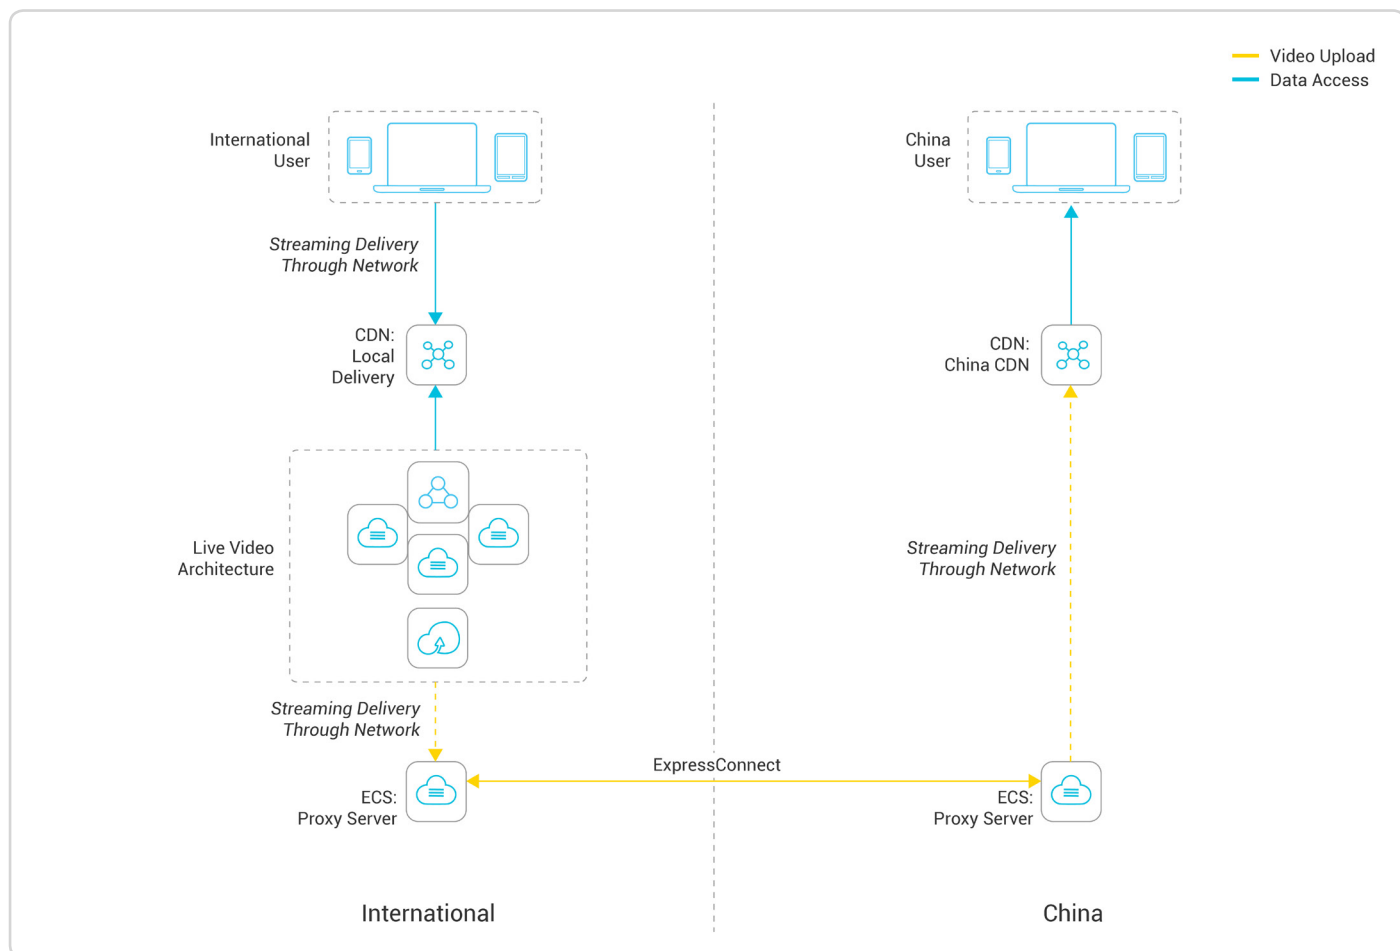 Video Upload
Data Access
International
User
China
User
Streaming Delivery
Through Network
CDN:
Local
Delivery
CDN:
China CDN
Live Video
Architecture
Streaming Delivery
Through Network
Streaming Delivery
Through Network
ExpressConnect
ECS:
Proxy Server
ECS:
Proxy Server
International
China